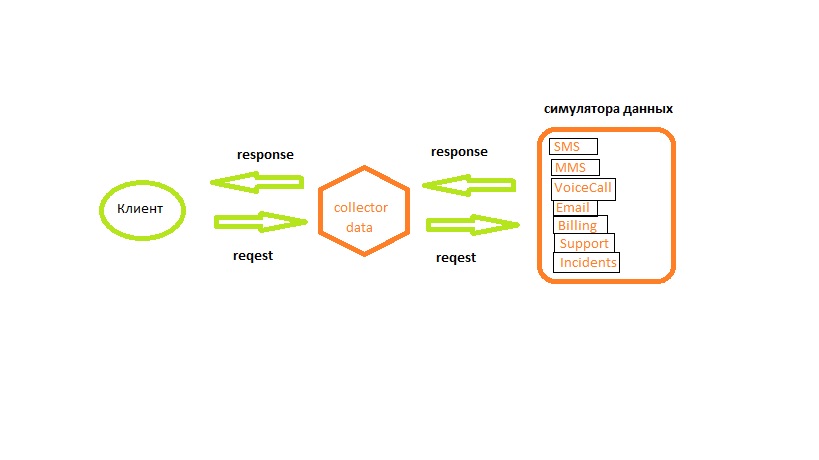 симулятора данных
response
response
SMS
MMS
VoiceCall
Email
Billing
Support
Incidents
Клиент
collector
data
reqest
reqest